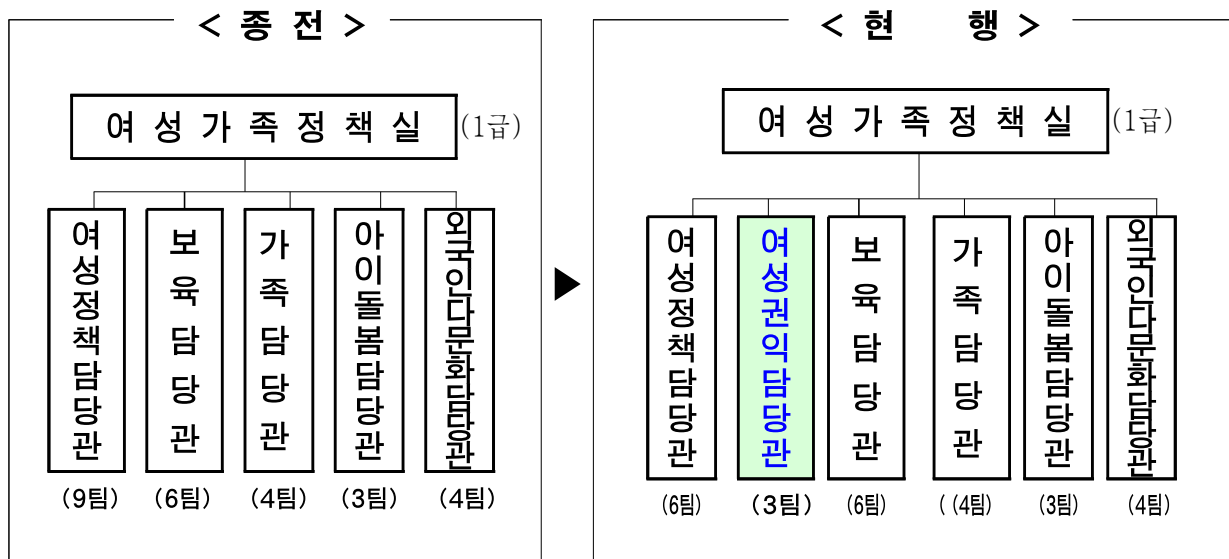 < 종 전 >
여 성 가 족 정 책 실 (1급)
여성정책담당관
보육담당관
가족담당관
아이돌봄담당관
외국인다문화담당관
(9팀) (6팀) (4팀) (3팀) (4팀)
▶
< 현 행 >
여 성 가 족 정 책 실 (1급)
여성정책담당관
여성권익담당관
보육담당관
가족담당관
아이돌봄담당관
외국인다문화담당관
(6팀) (3팀) (6팀) ( (4팀) (3팀) (4팀)